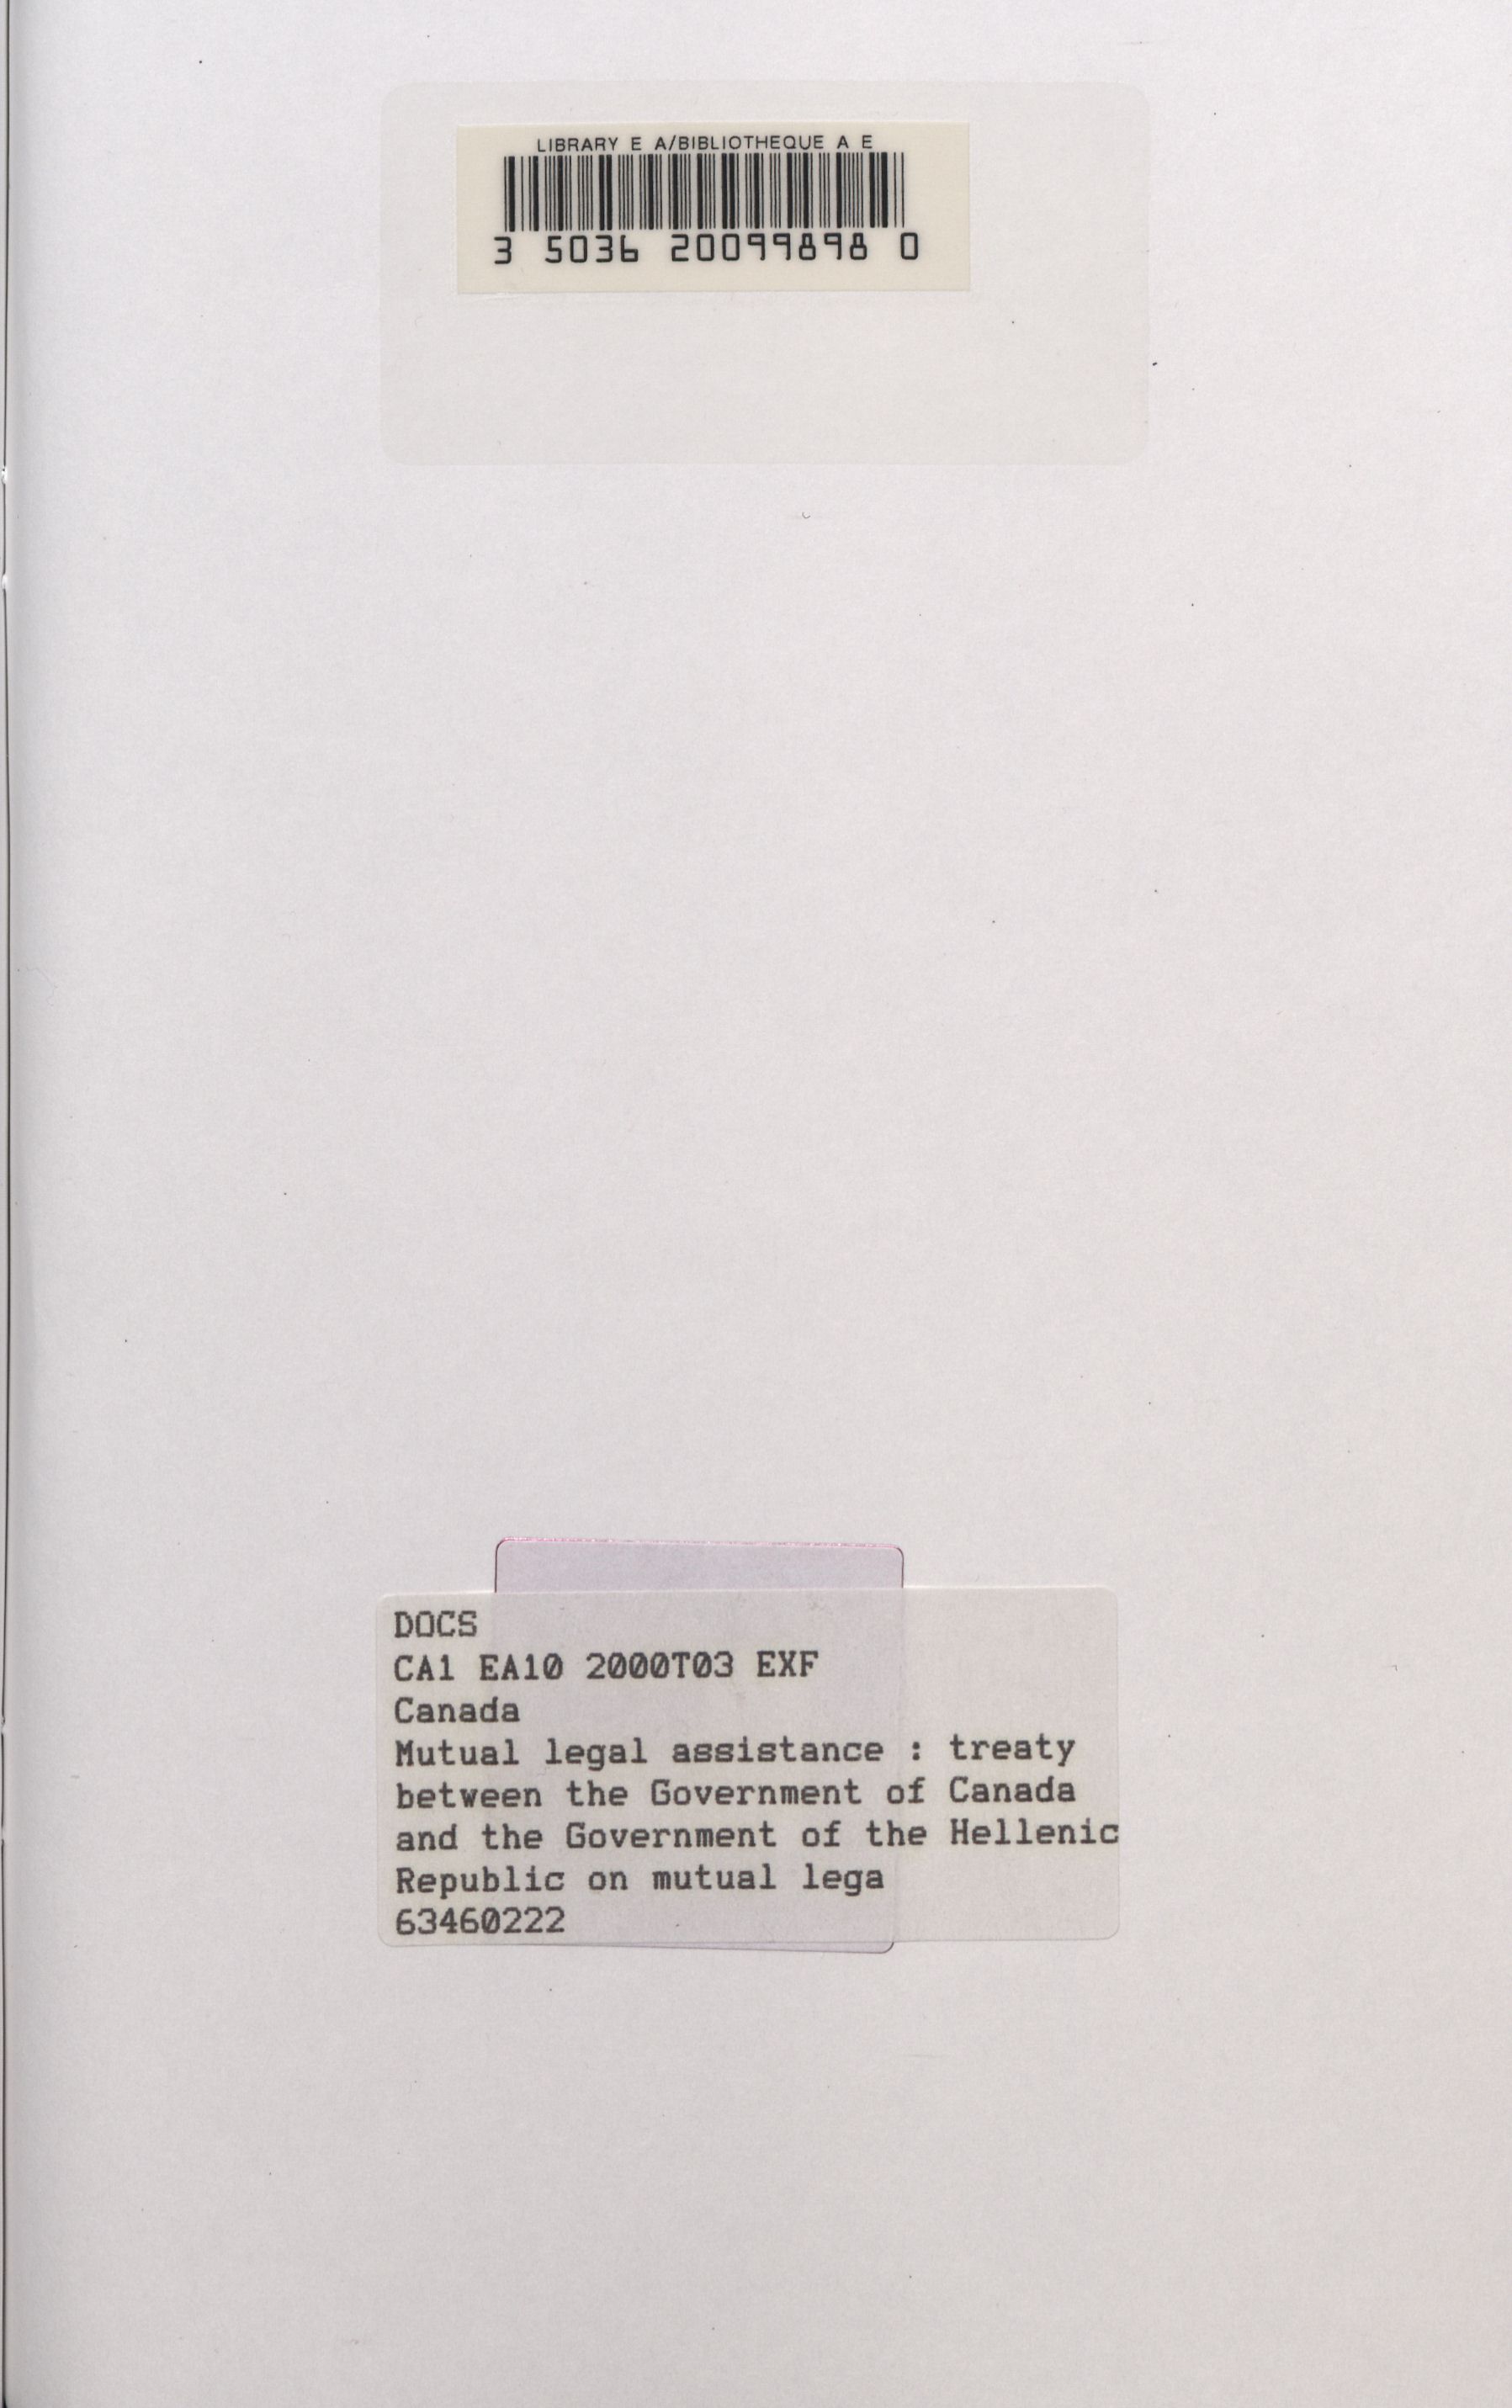 LIBRARY E A/BIBLIOTHEQUE A E
3 5036 20099898 0
DOCS
CA1 EA10 2000T03 EXF
Canada
Mutual legal assistance : treaty
between the Government of Canada
and the Government of the Hellenic
Republic on mutual lega
63460222